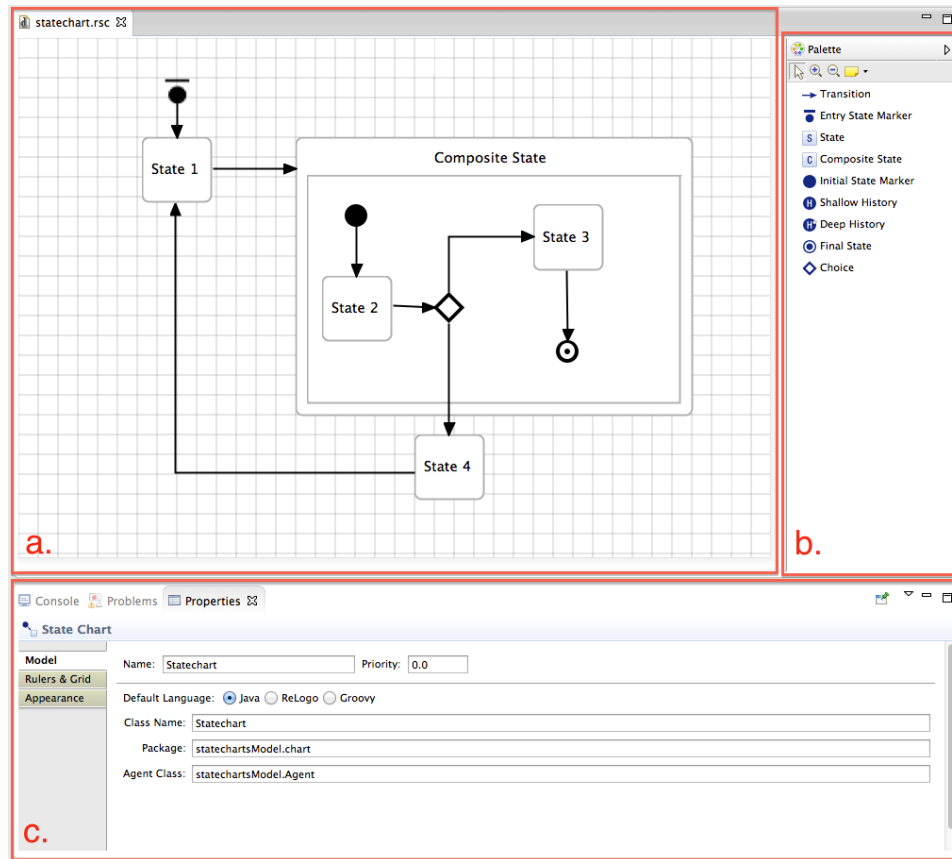 statechart.rsc
State 1
Composite State
State 2
State 3
State 4
a.
Palette
Transition
Entry State Marker
S State
C Composite State
Initial State Marker
H Shallow History
H* Deep History
Final State
Choice
b.
Console Problems Properties
State Chart
Model
Rulers & Grid
Appearance
Name: Statechart Priority: 0.0
Default Language: Java ReLogo Groovy
Class Name: Statechart
Package: statechartsModel.chart
Agent Class: statechartsModel.Agent
c.